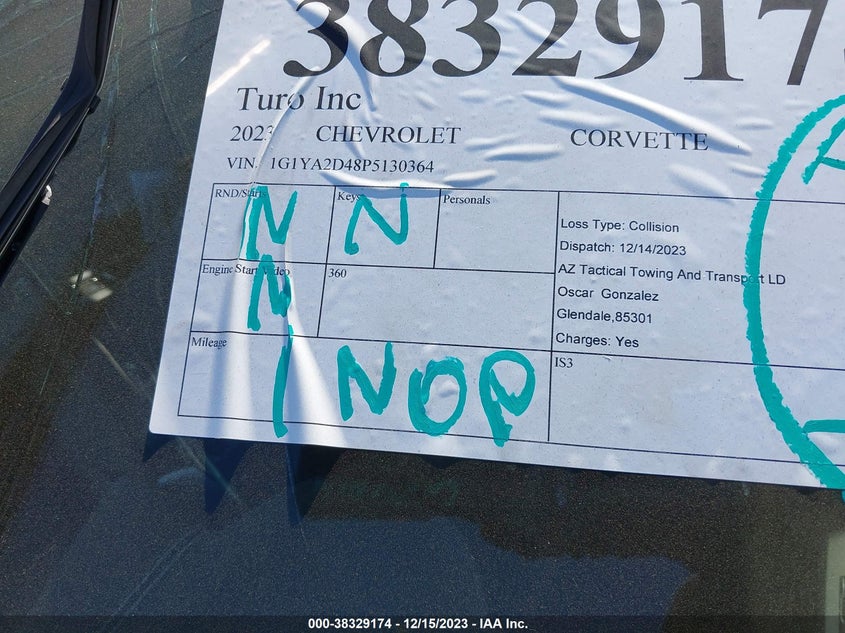 3832917
Turo Inc
2023 CHEVROLET CORVETTE
VIN 1G1YA2D48P5130364
RND/Starts Keys Personals
N N
Loss Type: Collision
Dispatch: 12/14/2023
Engine Start Video 360
N
AZ Tactical Towing And Transport LD
Oscar Gonzalez
Glendale,85301
Charges: Yes
Mileage
INOP
IS3
000-38329174 - 12/15/2023 - IAA Inc.